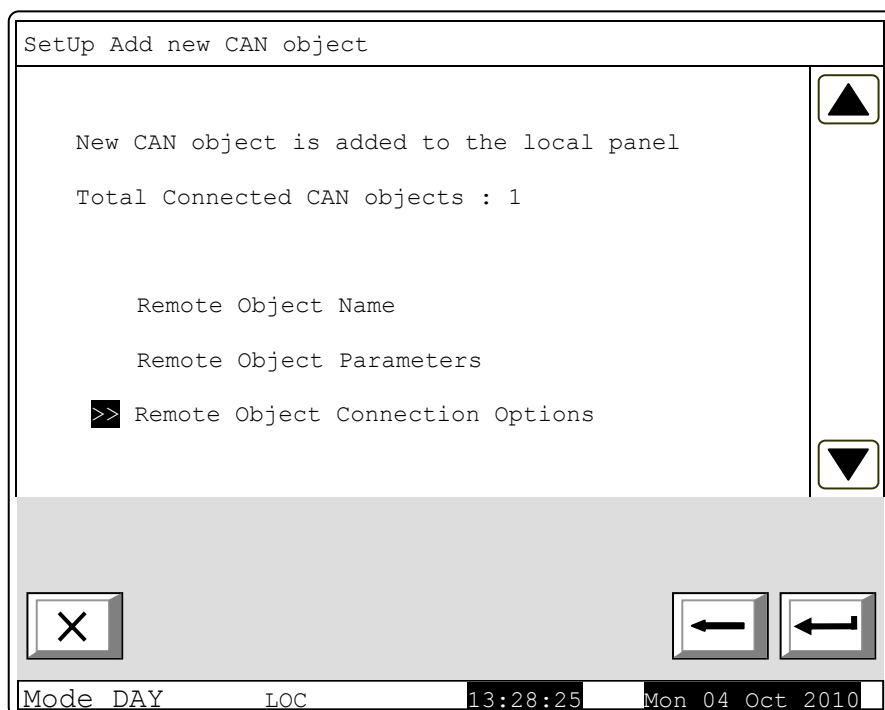 SetUp Add new CAN object
New CAN object is added to the local panel
Total Connected CAN objects : 1
Remote Object Name
Remote Object Parameters
>> Remote Object Connection Options
Mode DAY LOC 13:28:25 Mon 04 Oct 2010